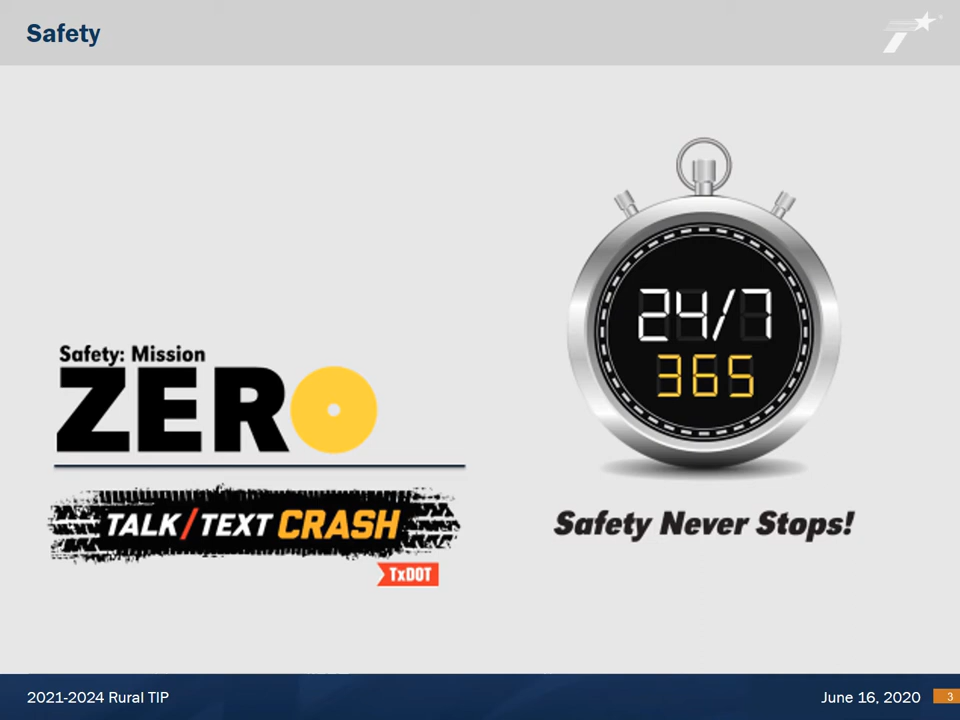 Safety
Safety: Mission
ZERO
TALK/TEXT CRASH
TxDOT
24/7
365
Safety Never Stops!
2021-2024 Rural TIP
June 16, 2020
3